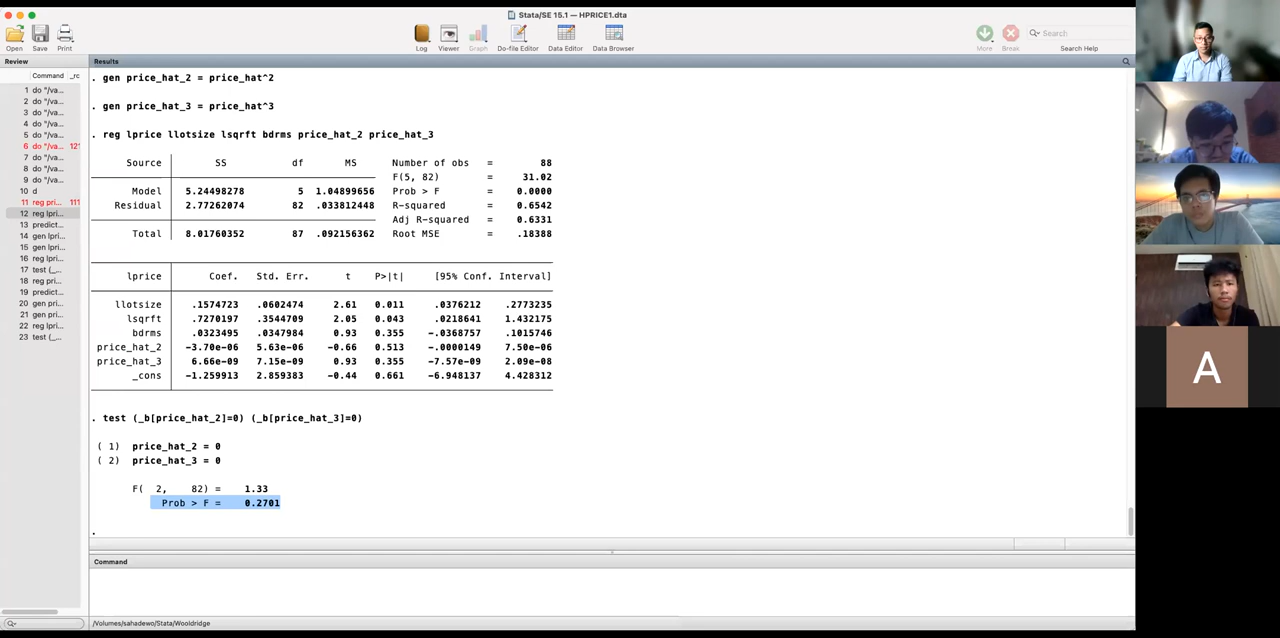 Stata/SE 15.1 — HPRICE1.dta
Open Save Print Log Viewer Graph Do-file Editor Data Editor Data Browser More Break Search
Search Help
Review Results
Command _rc
1 do "/va...
2 do "/va...
3 do "/va...
4 do "/va...
5 do "/va...
6 do "/va... 12
7 do "/va...
8 do "/va...
9 do "/va...
10 d
11 reg pri... 111
12 reg lpri...
13 predict...
14 gen lpri...
15 gen lpri...
16 reg lpri...
17 test (_...
18 reg pri...
19 predict...
20 gen pri...
21 gen pri...
22 reg lpri...
23 test (_...
. gen price_hat_2 = price_hat^2
. gen price_hat_3 = price_hat^3
. reg lprice llotsize lsqrft bdrms price_hat_2 price_hat_3
Source SS df MS Number of obs = 88
F(5, 82) = 31.02
Model 5.24498278 5 1.04899656 Prob > F = 0.0000
Residual 2.77262074 82 .033812448 R-squared = 0.6542
Adj R-squared = 0.6331
Total 8.01760352 87 .092156362 Root MSE = .18388
lprice Coef. Std. Err. t P>|t| [95% Conf. Interval]
llotsize .1574723 .0602474 2.61 0.011 .0376212 .2773235
lsqrft .7270197 .3544709 2.05 0.043 .0218641 1.432175
bdrms .0323495 .0347984 0.93 0.355 -.0368757 .1015746
price_hat_2 -3.70e-06 5.63e-06 -0.66 0.513 -.0000149 7.50e-06
price_hat_3 6.66e-09 7.15e-09 0.93 0.355 -7.57e-09 2.09e-08
_cons -1.259913 2.859383 -0.44 0.661 -6.948137 4.428312
. test (_b[price_hat_2]=0) (_b[price_hat_3]=0)
( 1) price_hat_2 = 0
( 2) price_hat_3 = 0
F( 2, 82) = 1.33
Prob > F = 0.2701
.
Command
/Volumes/sahadewo/Stata/Wooldridge
A